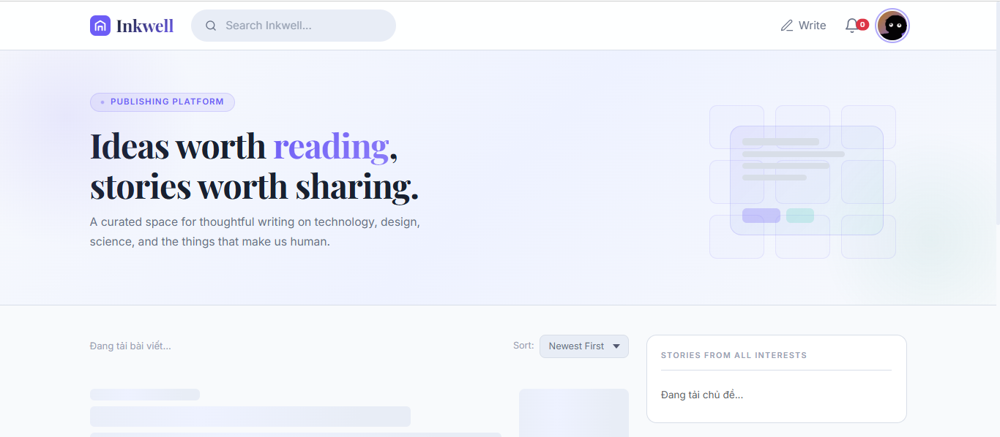 Inkwell
Search Inkwell...
Write
0
PUBLISHING PLATFORM
Ideas worth reading,
stories worth sharing.
A curated space for thoughtful writing on technology, design,
science, and the things that make us human.
Đang tải bài viết...
Sort:
Newest First
STORIES FROM ALL INTERESTS
Đang tải chủ đề...